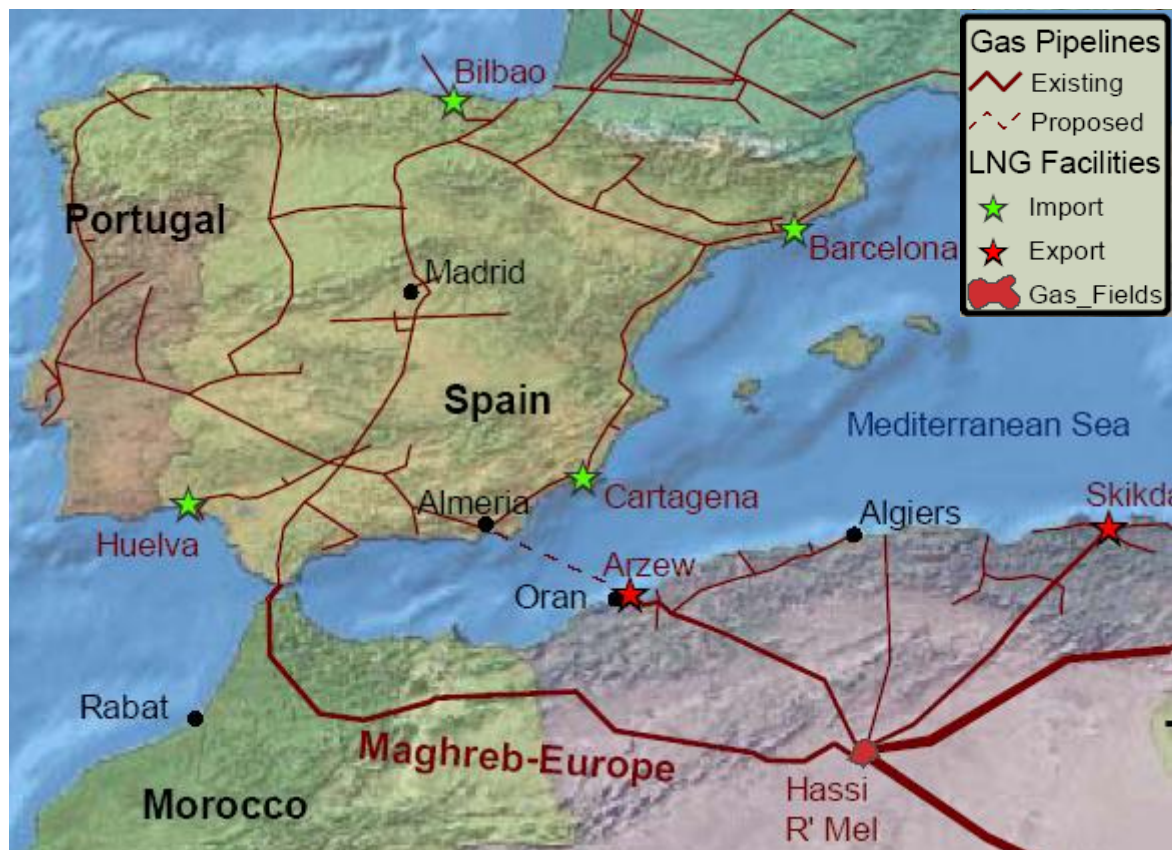 Gas Pipelines
Existing
Proposed
LNG Facilities
Import
Export
Gas_Fields
Bilbao
Portugal
Barcelona
Madrid
Spain
Mediterranean Sea
Almeria
Cartagena
Skikda
Huelva
Algiers
Arzew
Oran
Rabat
Maghreb-Europe
Morocco
Hassi
R' Mel